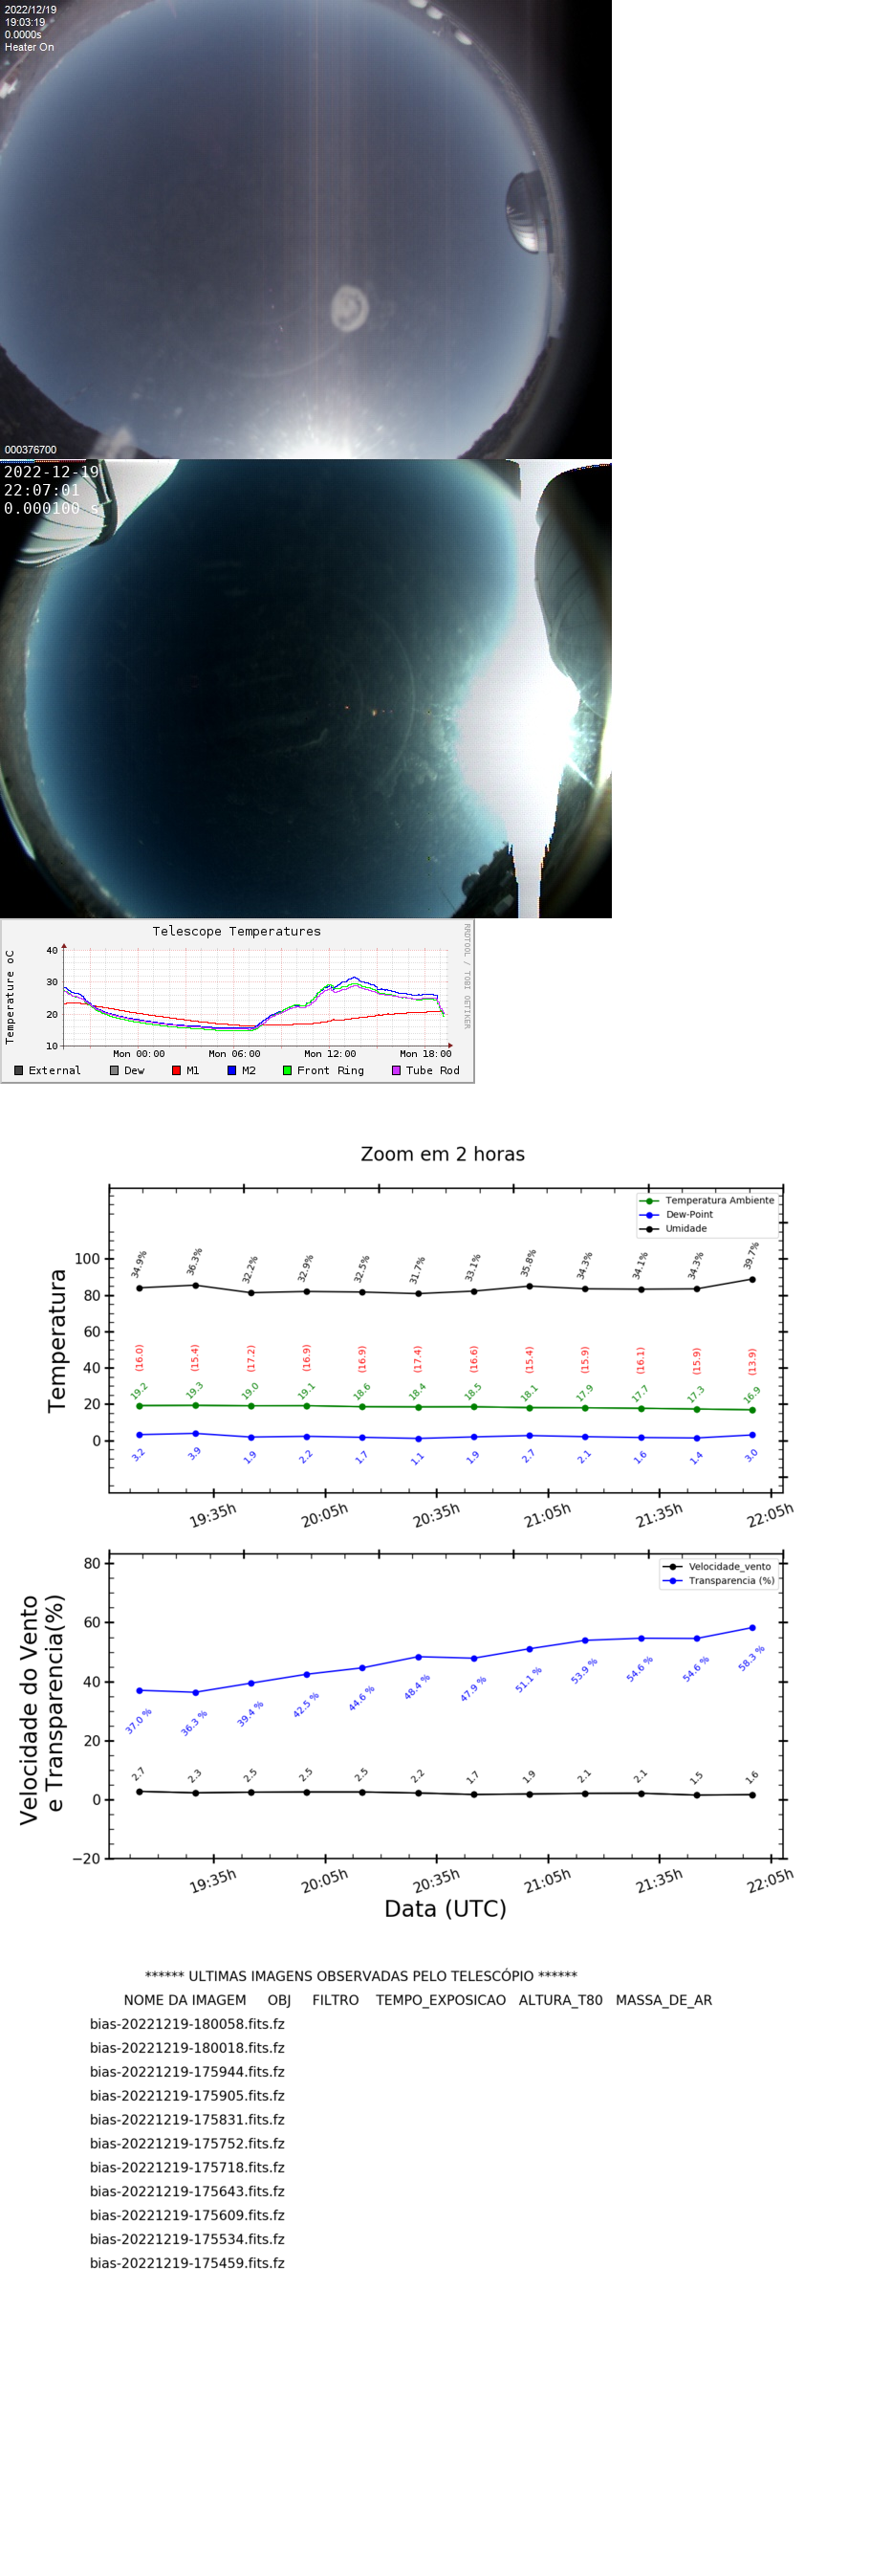 2022/12/19
19:03:19
0.0000s
Heater On
000376700
2022-12-19
22:07:01
0.000100 s
Telescope Temperatures
RRDTOOL / TOBI OETIKER
Temperature oC
40
30
20
10
Mon 00:00 Mon 06:00 Mon 12:00 Mon 18:00
External Dew M1 M2 Front Ring Tube Rod
Zoom em 2 horas
Temperatura Ambiente
Dew-Point
Umidade
Temperatura
100
80
60
40
20
0
34.9% 36.3% 32.2% 32.9% 32.5% 31.7% 33.1% 35.8% 34.3% 34.1% 34.3% 39.7%
(16.0) (15.4) (17.2) (16.9) (16.9) (17.4) (16.6) (15.4) (15.9) (16.1) (15.9) (13.9)
19.2 19.3 19.0 19.1 18.6 18.4 18.5 18.1 17.9 17.7 17.3 16.9
3.2 3.9 1.9 2.2 1.7 1.1 1.9 2.7 2.1 1.6 1.4 3.0
19:35h 20:05h 20:35h 21:05h 21:35h 22:05h
Velocidade_vento
Transparencia (%)
Velocidade do Vento
e Transparencia(%)
80
60
40
20
0
−20
37.0 % 36.3 % 39.4 % 42.5 % 44.6 % 48.4 % 47.9 % 51.1 % 53.9 % 54.6 % 54.6 % 58.3 %
2.7 2.3 2.5 2.5 2.5 2.2 1.7 1.9 2.1 2.1 1.5 1.6
19:35h 20:05h 20:35h 21:05h 21:35h 22:05h
Data (UTC)
****** ULTIMAS IMAGENS OBSERVADAS PELO TELESCÓPIO ******
NOME DA IMAGEM OBJ FILTRO TEMPO_EXPOSICAO ALTURA_T80 MASSA_DE_AR
bias-20221219-180058.fits.fz
bias-20221219-180018.fits.fz
bias-20221219-175944.fits.fz
bias-20221219-175905.fits.fz
bias-20221219-175831.fits.fz
bias-20221219-175752.fits.fz
bias-20221219-175718.fits.fz
bias-20221219-175643.fits.fz
bias-20221219-175609.fits.fz
bias-20221219-175534.fits.fz
bias-20221219-175459.fits.fz